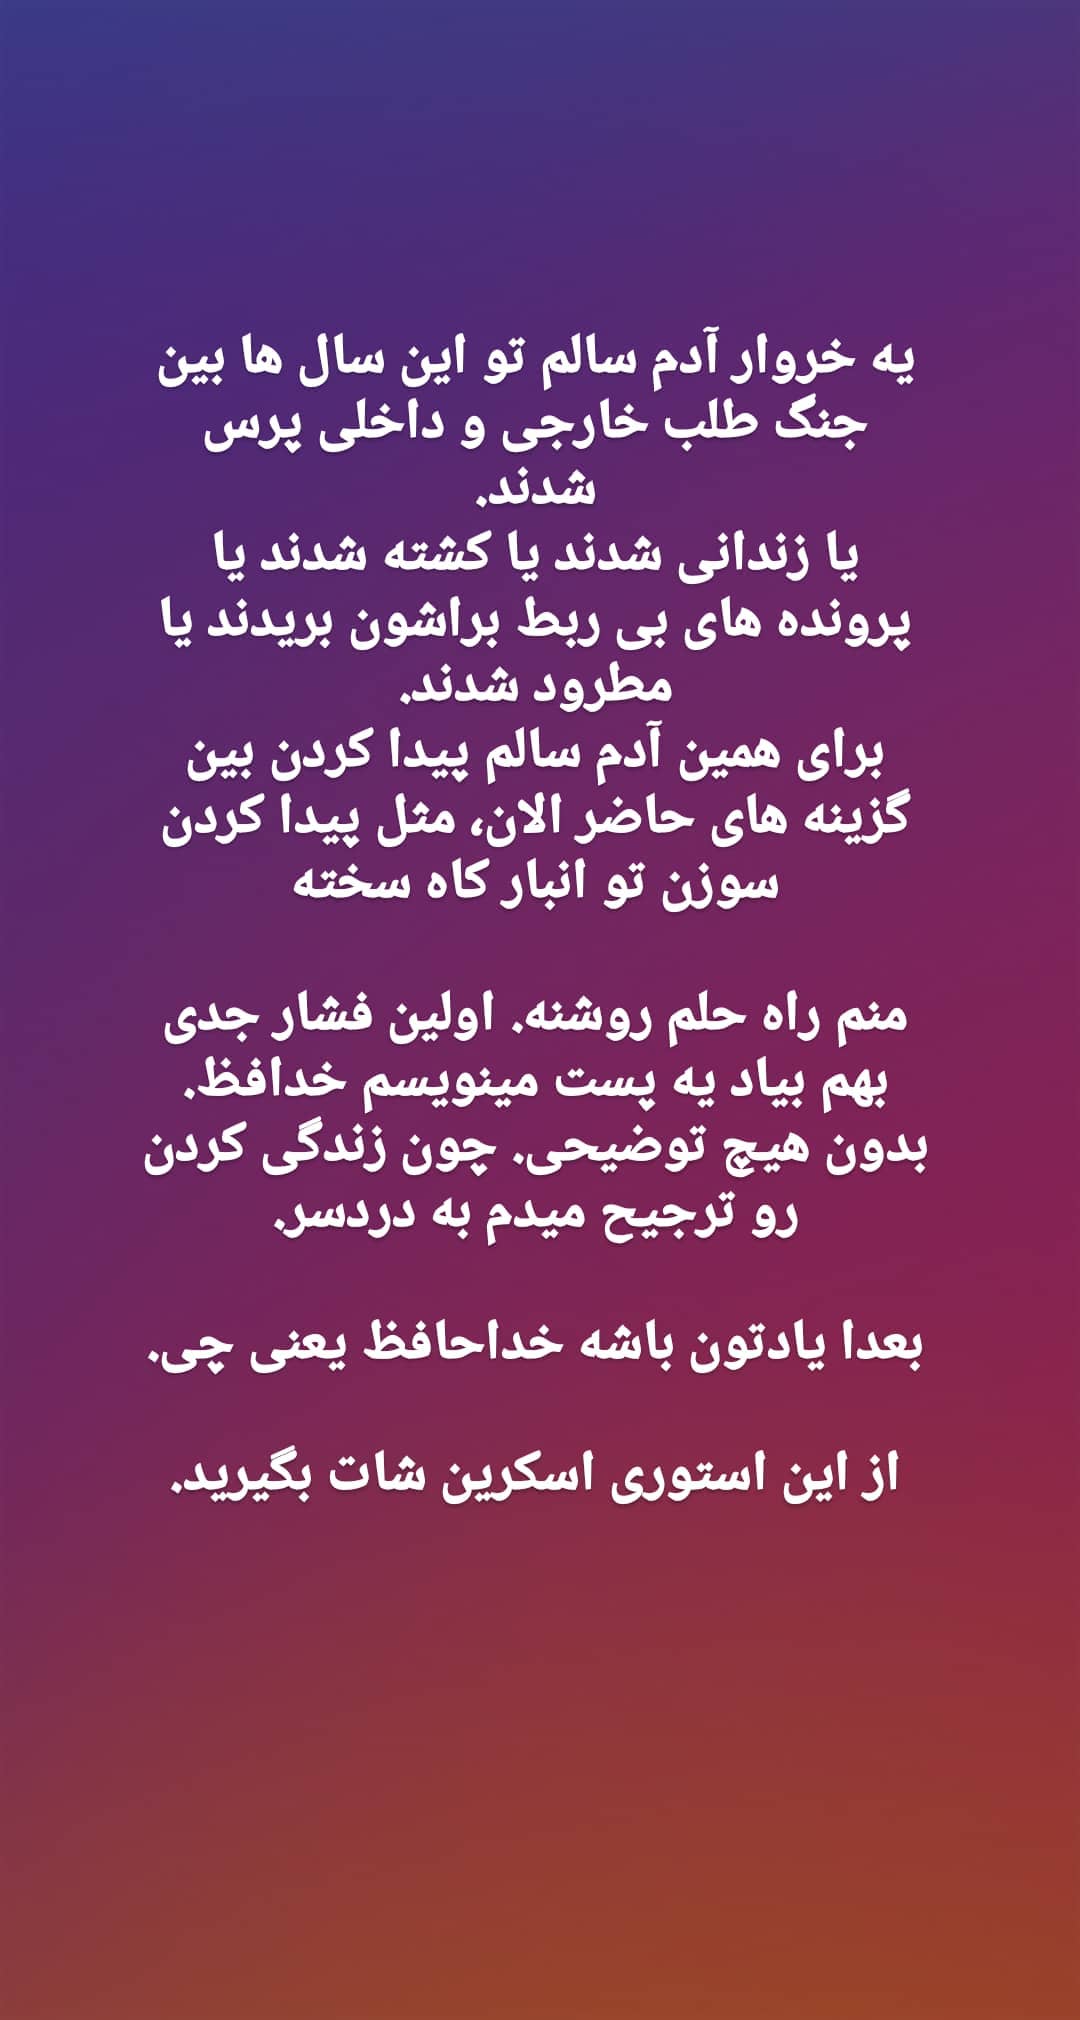 یه خروار آدم سالم تو این سال ها بین
جنگ طلب خارجی و داخلی پرس
شدند.
یا زندانی شدند یا کشته شدند یا
پرونده های بی ربط براشون بریدند یا
مطرود شدند.
برای همین آدم سالم پیدا کردن بین
گزینه های حاضر الان، مثل پیدا کردن
سوزن تو انبار کاه سخته
منم راه حلم روشنه. اولین فشار جدی
بهم بیاد یه پست مینویسم خدافظ.
بدون هیچ توضیحی. چون زندگی کردن
رو ترجیح میدم به دردسر.
بعدا یادتون باشه خداحافظ یعنی چی.
از این استوری اسکرین شات بگیرید.